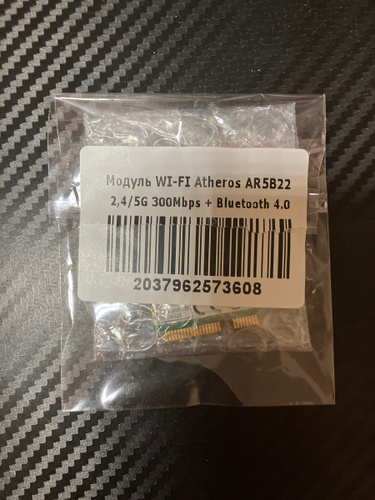 Модуль WI-FI Atheros AR5B22
2,4/5G 300Mbps + Bluetooth 4.0
2037962573608